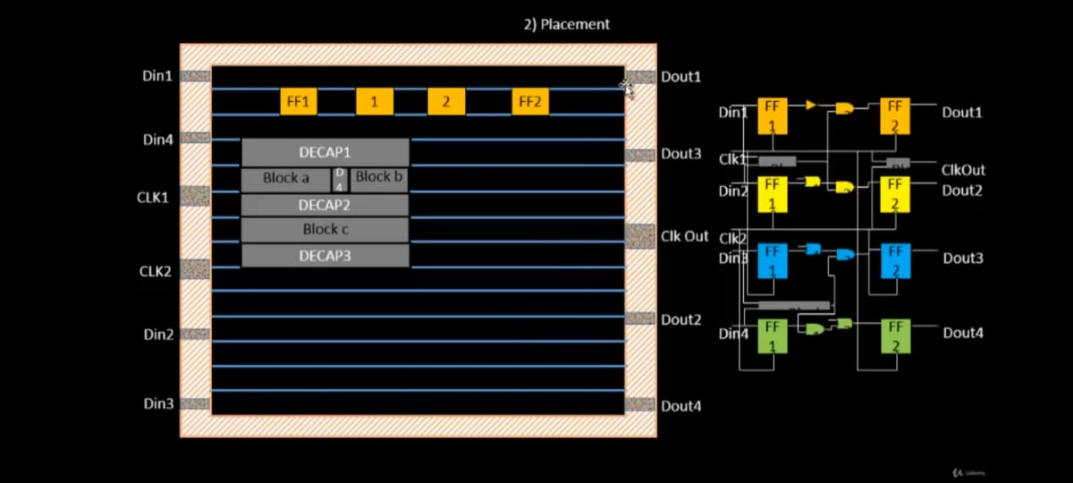 2) Placement
Din1
Dout1
FF1
1
2
FF2
Din4
Dout3
DECAP1
Block a
D
4
Block b
CLK1
DECAP2
Block c
Clk Out
DECAP3
CLK2
Din2
Dout2
Din3
Dout4
Din1
FF
1
FF
2
Dout1
Clk1
ClkOut
Din2
FF
1
FF
2
Dout2
Clk2
Din3
FF
1
FF
2
Dout3
Din4
FF
1
FF
2
Dout4
Udemy